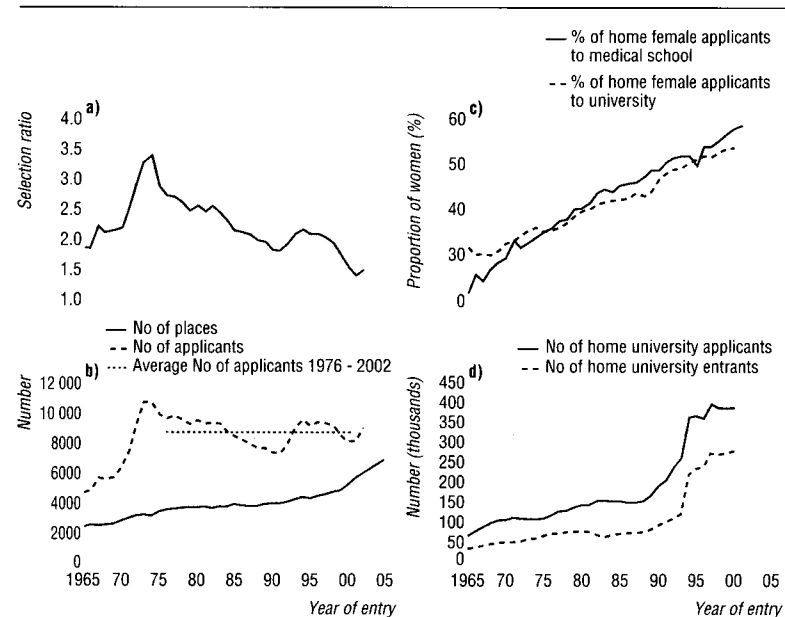 a)
Selection ratio
4.0
3.5
3.0
2.5
2.0
1.5
1.0
% of home female applicants
to medical school
% of home female applicants
to university
c)
Proportion of women (%)
60
50
40
30
0
No of places
No of applicants
Average No of applicants 1976 - 2002
b)
Number
12 000
10 000
8000
6000
4000
2000
0
1965 70 75 80 85 90 95 00 05
Year of entry
No of home university applicants
No of home university entrants
d)
Number (thousands)
450
400
350
300
250
200
150
100
50
0
1965 70 75 80 85 90 95 00 05
Year of entry